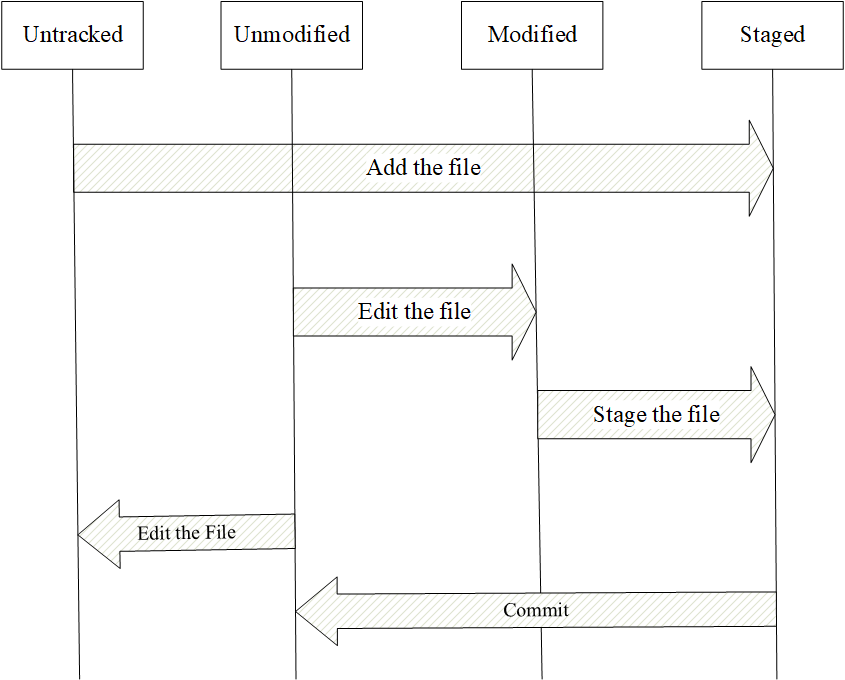 Untracked
Unmodified
Modified
Staged
Add the file
Edit the file
Stage the file
Edit the File
Commit